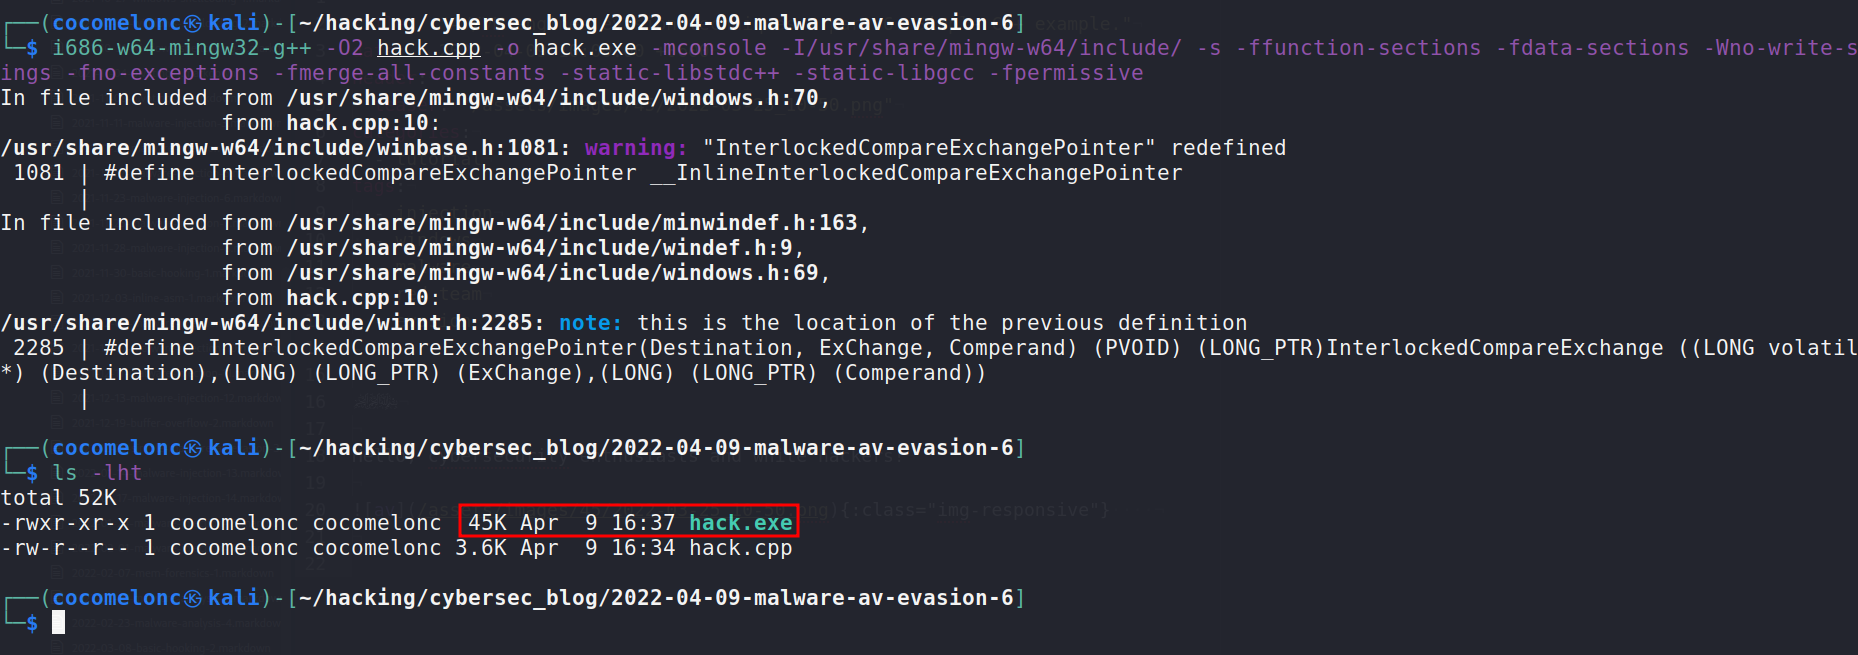 ┌──(cocomelonc㉿kali)-[~/hacking/cybersec_blog/2022-04-09-malware-av-evasion-6]
└─$ i686-w64-mingw32-g++ -O2 hack.cpp -o hack.exe -mconsole -I/usr/share/mingw-w64/include/ -s -ffunction-sections -fdata-sections -Wno-write-s
ings -fno-exceptions -fmerge-all-constants -static-libstdc++ -static-libgcc -fpermissive
In file included from /usr/share/mingw-w64/include/windows.h:70,
                 from hack.cpp:10:
/usr/share/mingw-w64/include/winbase.h:1081: warning: "InterlockedCompareExchangePointer" redefined
 1081 | #define InterlockedCompareExchangePointer __InlineInterlockedCompareExchangePointer
      |
In file included from /usr/share/mingw-w64/include/minwindef.h:163,
                 from /usr/share/mingw-w64/include/windef.h:9,
                 from /usr/share/mingw-w64/include/windows.h:69,
                 from hack.cpp:10:
/usr/share/mingw-w64/include/winnt.h:2285: note: this is the location of the previous definition
 2285 | #define InterlockedCompareExchangePointer(Destination, ExChange, Comperand) (PVOID) (LONG_PTR)InterlockedCompareExchange ((LONG volatil
*) (Destination),(LONG) (LONG_PTR) (ExChange),(LONG) (LONG_PTR) (Comperand))
      |
┌──(cocomelonc㉿kali)-[~/hacking/cybersec_blog/2022-04-09-malware-av-evasion-6]
└─$ ls -lht
total 52K
-rwxr-xr-x 1 cocomelonc cocomelonc  45K Apr  9 16:37 hack.exe
-rw-r--r-- 1 cocomelonc cocomelonc 3.6K Apr  9 16:34 hack.cpp
┌──(cocomelonc㉿kali)-[~/hacking/cybersec_blog/2022-04-09-malware-av-evasion-6]
└─$